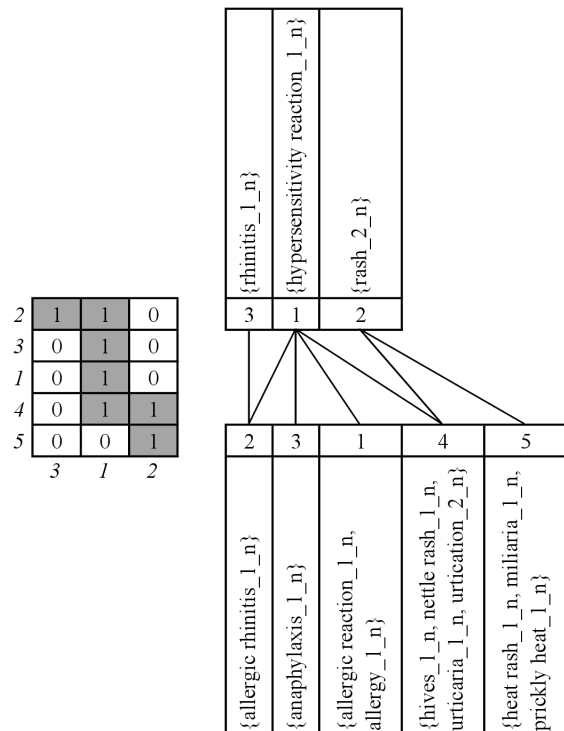 {rhinitis_1_n}
{hypersensitivity reaction_1_n}
{rash_2_n}
3 1 2
2 1 1 0
3 0 1 0
1 0 1 0
4 0 1 1
5 0 0 1
3 1 2
2 3 1 4 5
{allergic rhinitis_1_n}
{anaphylaxis_1_n}
{allergic reaction_1_n,
allergy_1_n}
{hives_1_n, nettle rash_1_n,
urticaria_1_n, urtication_2_n}
{heat rash_1_n, miliaria_1_n,
prickly heat_1_n}